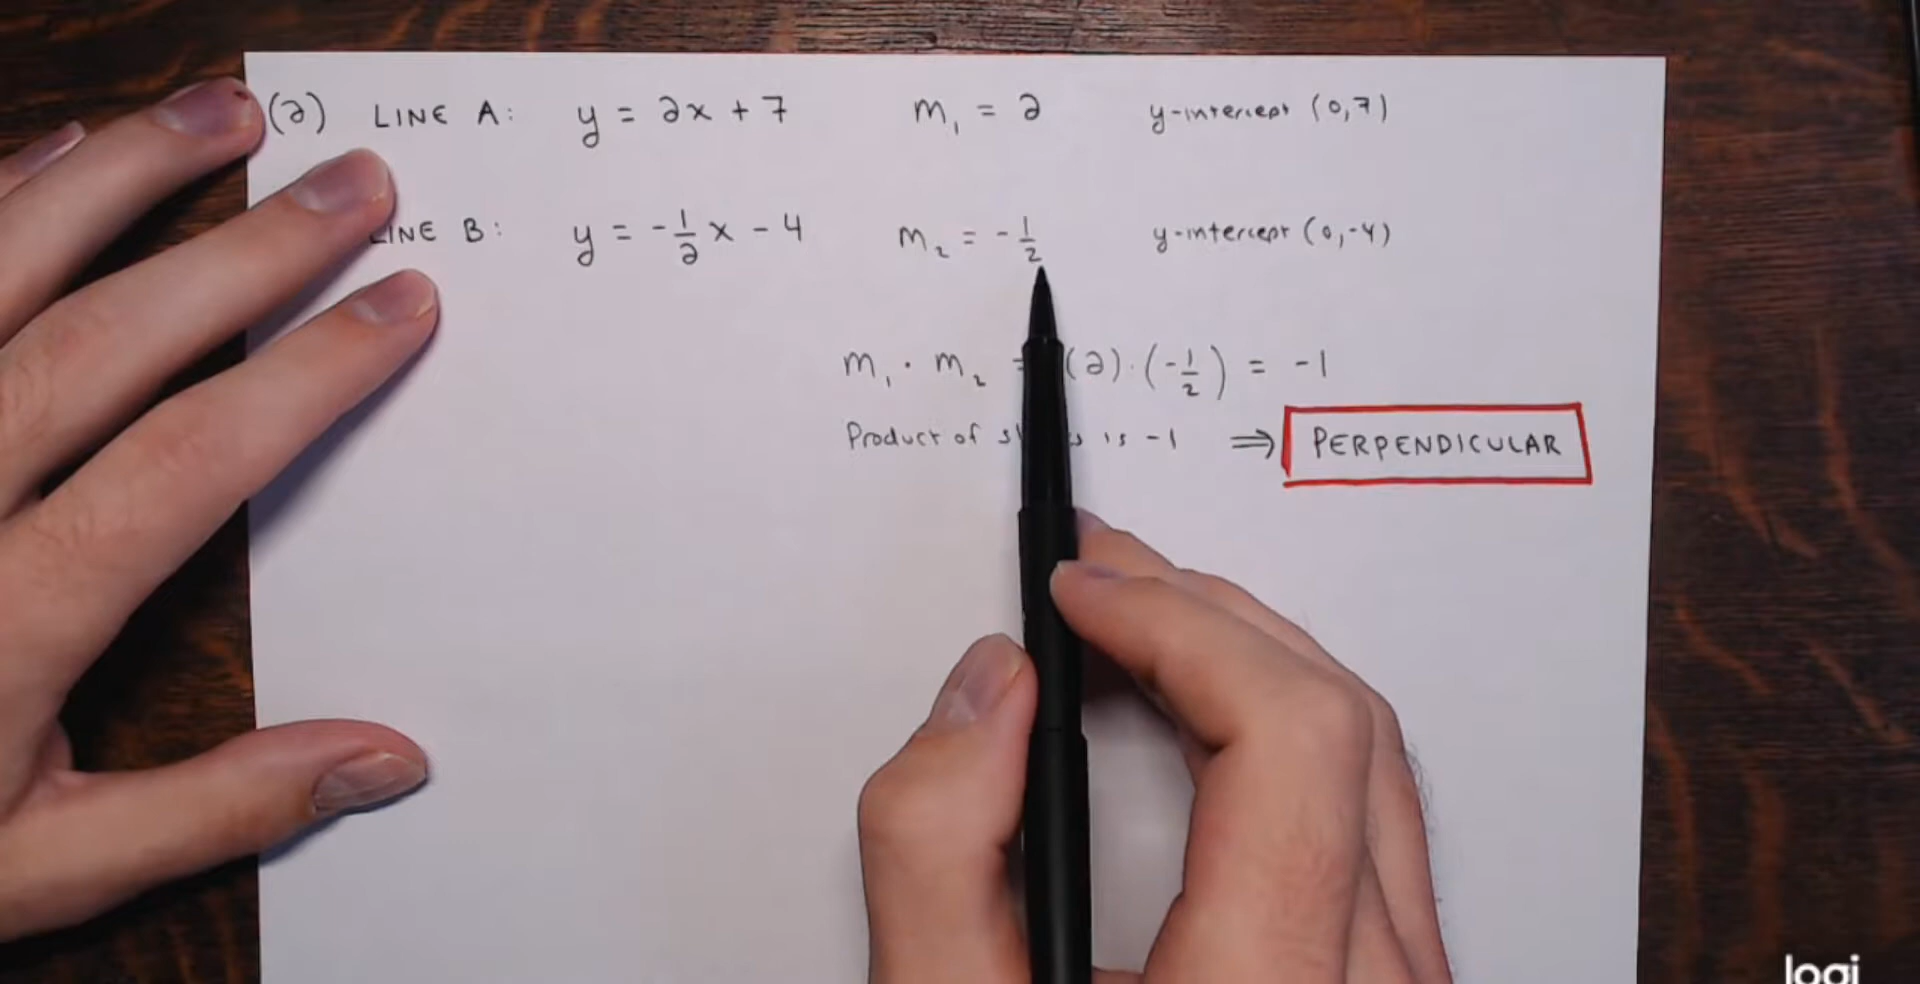 (2) LINE A: y = 2x + 7 m₁ = 2 y-intercept (0,7)
LINE B: y = -1/2 x - 4 m₂ = -1/2 y-intercept (0,-4)
m₁ · m₂ = (2) · (-1/2) = -1
Product of is -1 ⇒ PERPENDICULAR
logi